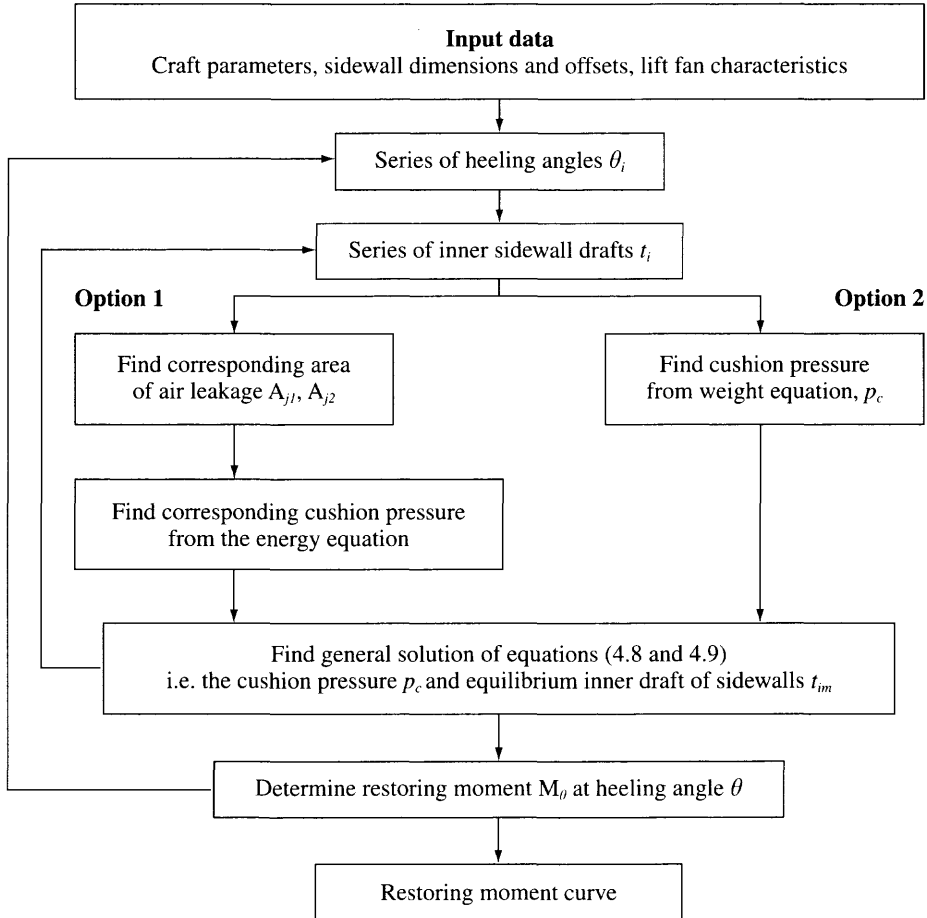 Input data
Craft parameters, sidewall dimensions and offsets, lift fan characteristics
Series of heeling angles θi
Series of inner sidewall drafts ti
Option 1
Option 2
Find corresponding area
of air leakage Aj1, Aj2
Find cushion pressure
from weight equation, pc
Find corresponding cushion pressure
from the energy equation
Find general solution of equations (4.8 and 4.9)
i.e. the cushion pressure pc and equilibrium inner draft of sidewalls tim
Determine restoring moment Mθ at heeling angle θ
Restoring moment curve